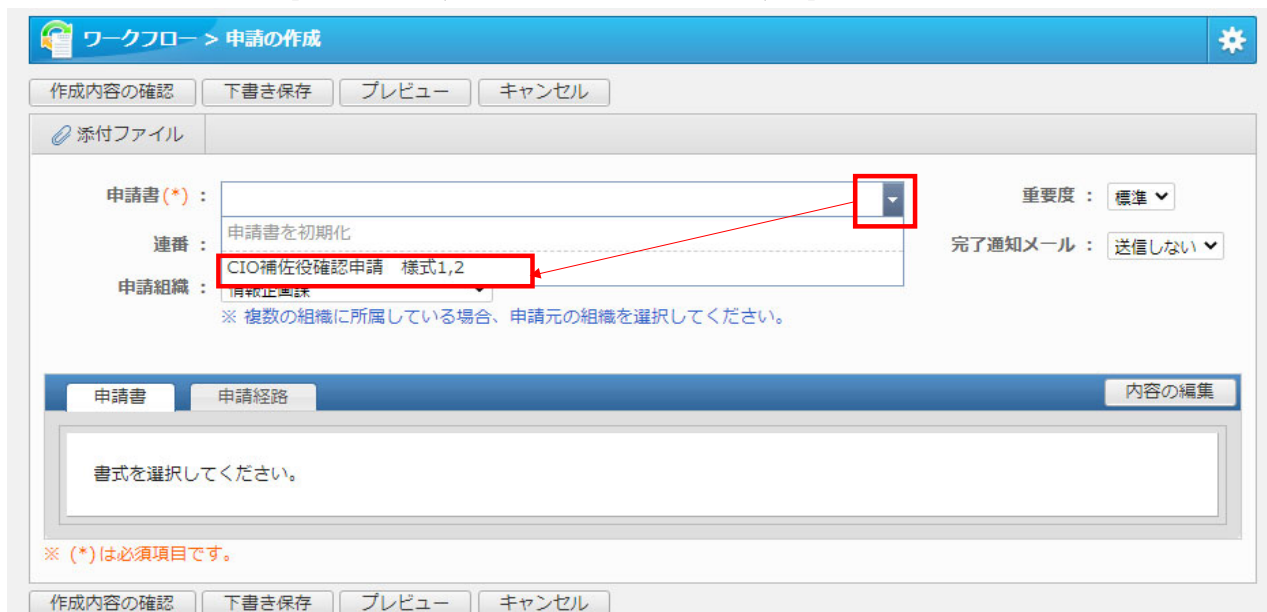 ワークフロー > 申請の作成
作成内容の確認 下書き保存 プレビュー キャンセル
添付ファイル
申請書(*) : 重要度 : 標準
申請書を初期化
連番 : 完了通知メール : 送信しない
CIO補佐役確認申請 様式1,2
申請組織 : 情報企画課
※ 複数の組織に所属している場合、申請元の組織を選択してください。
申請書 申請経路 内容の編集
書式を選択してください。
※ (*)は必須項目です。
作成内容の確認 下書き保存 プレビュー キャンセル